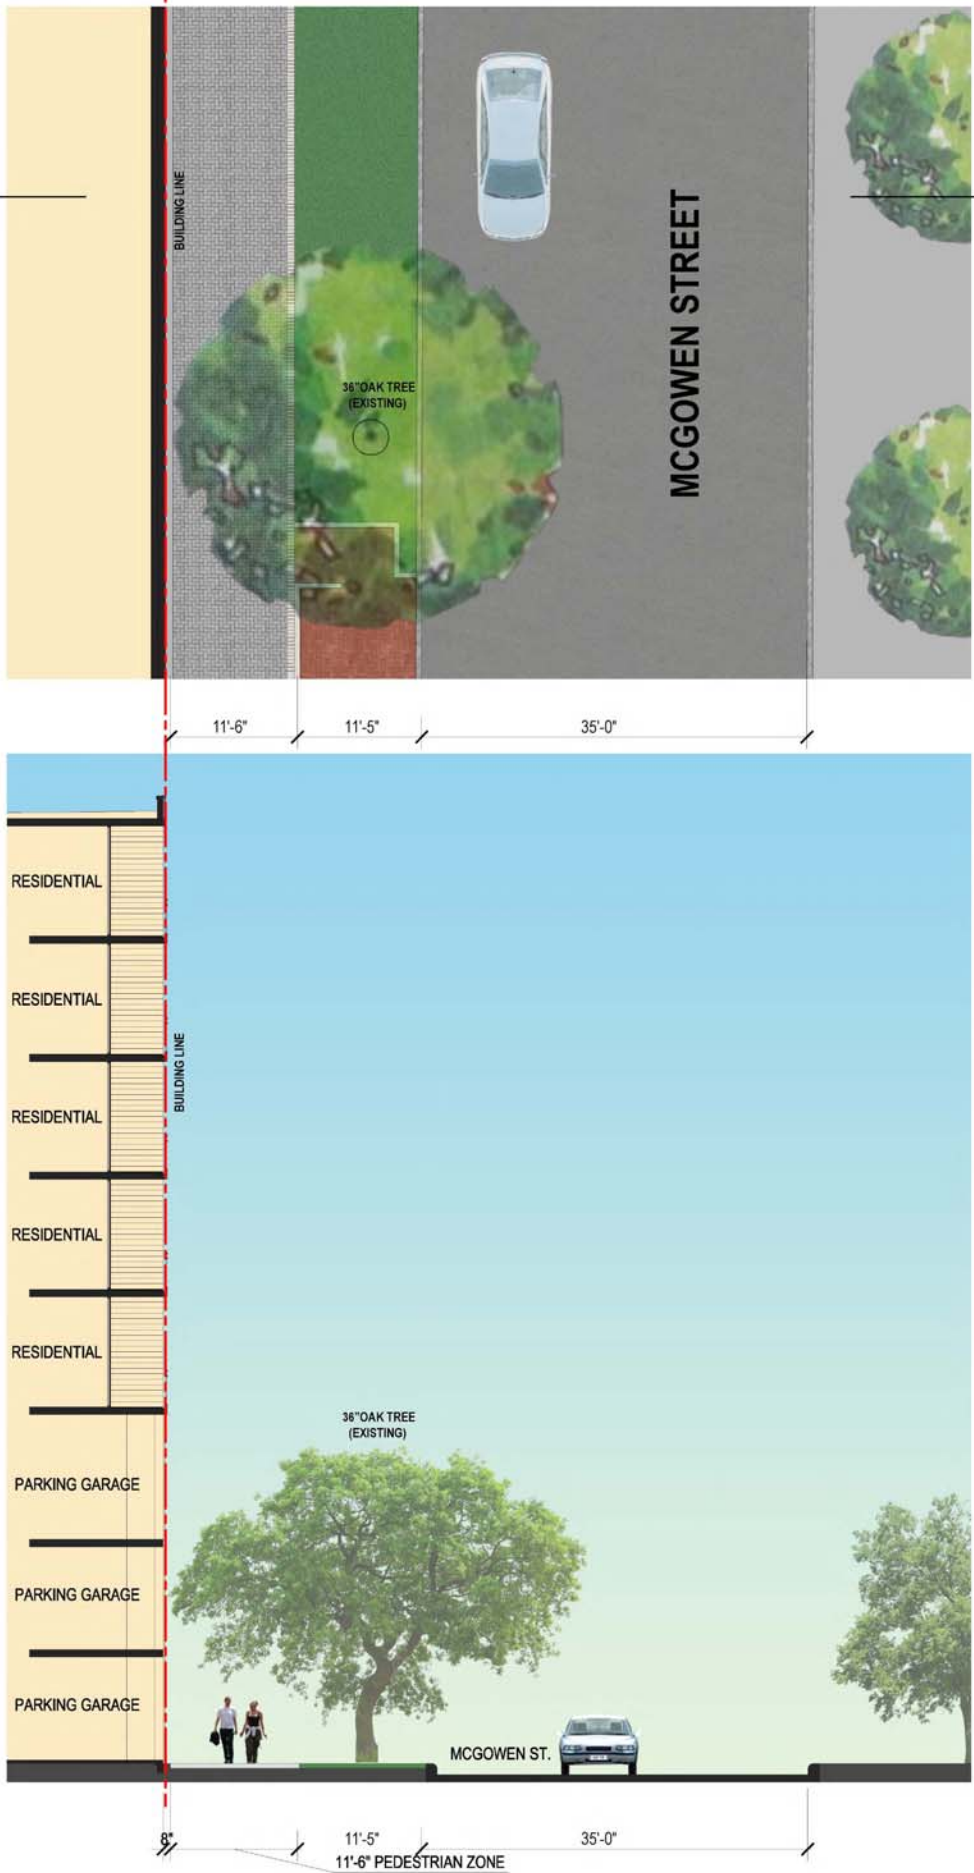 BUILDING LINE
MCGOWEN STREET
36"OAK TREE
(EXISTING)
11'-6"
11'-5"
35'-0"
RESIDENTIAL
RESIDENTIAL
BUILDING LINE
RESIDENTIAL
RESIDENTIAL
RESIDENTIAL
36"OAK TREE
(EXISTING)
PARKING GARAGE
PARKING GARAGE
PARKING GARAGE
MCGOWEN ST.
8"
11'-5"
35'-0"
11'-6" PEDESTRIAN ZONE